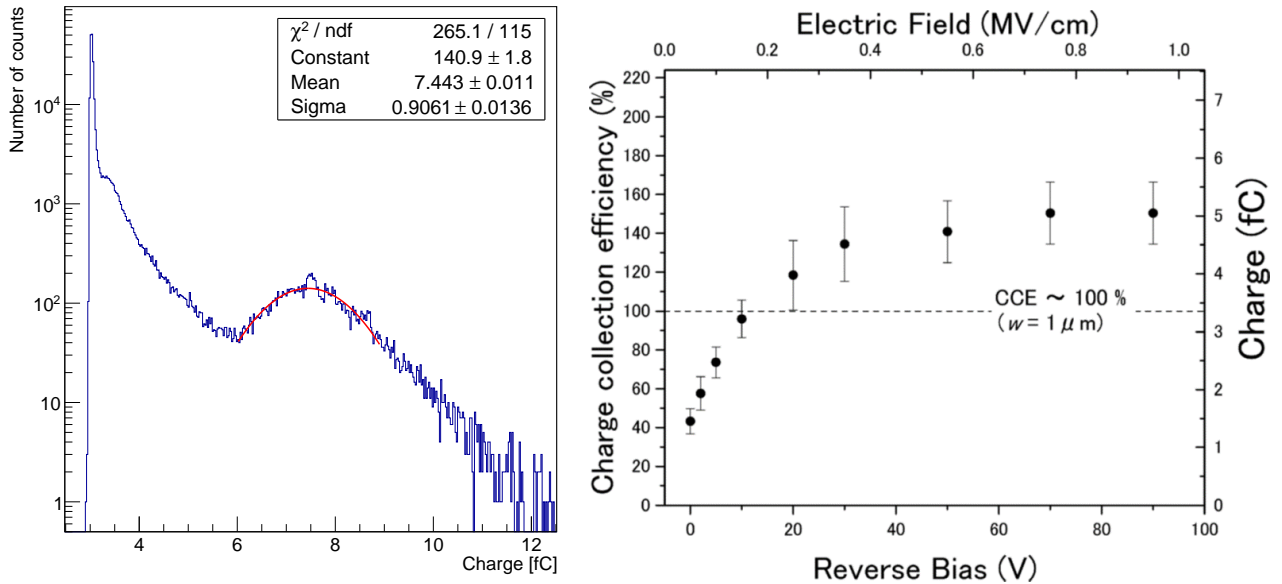 Number of counts
χ² / ndf 265.1 / 115
Constant 140.9 ± 1.8
Mean 7.443 ± 0.011
Sigma 0.9061 ± 0.0136
10⁴
10³
10²
10
1
4 6 8 10 12
Charge [fC]
Electric Field (MV/cm)
0.0 0.2 0.4 0.6 0.8 1.0
Charge collection efficiency (%)
220
200
180
160
140
120
100
80
60
40
20
0
CCE ~ 100 %
(w = 1 μm)
7
6
5
4
3
2
1
0
Charge (fC)
0 20 40 60 80 100
Reverse Bias (V)